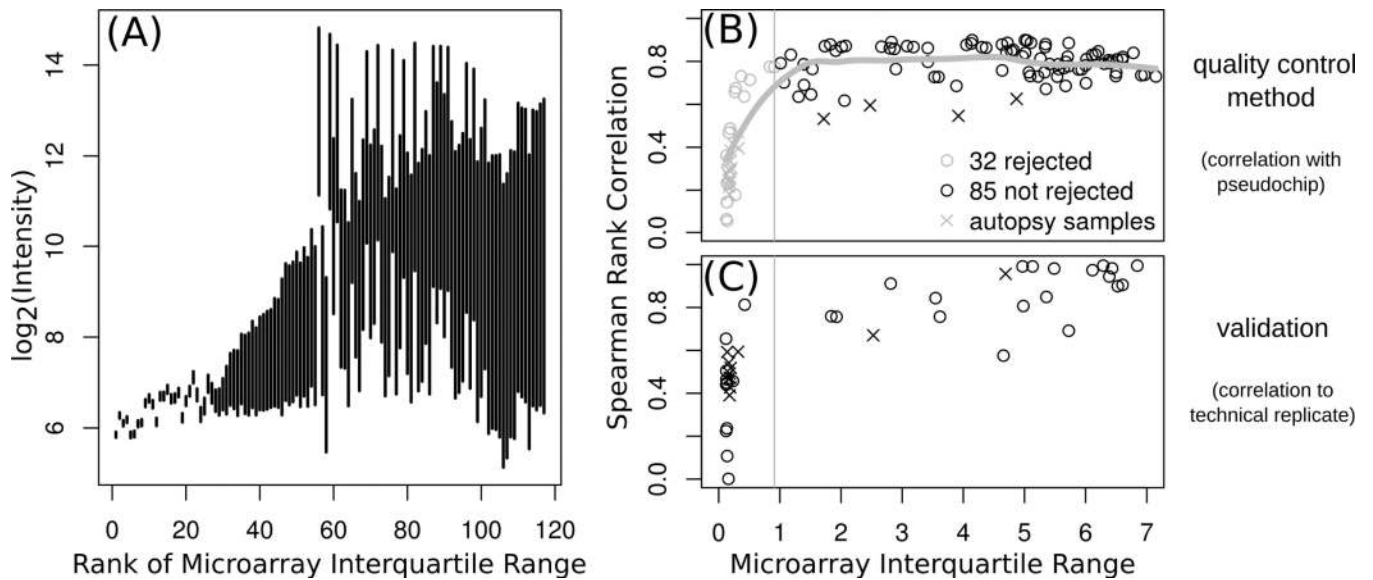 (A)
log2(Intensity)
14
12
10
8
6
0 20 40 60 80 100 120
Rank of Microarray Interquartile Range
(B)
Spearman Rank Correlation
0.8
0.4
0.0
32 rejected
85 not rejected
autopsy samples
(C)
0.8
0.4
0.0
0 1 2 3 4 5 6 7
Microarray Interquartile Range
quality control
method
(correlation with
pseudochip)
validation
(correlation to
technical replicate)